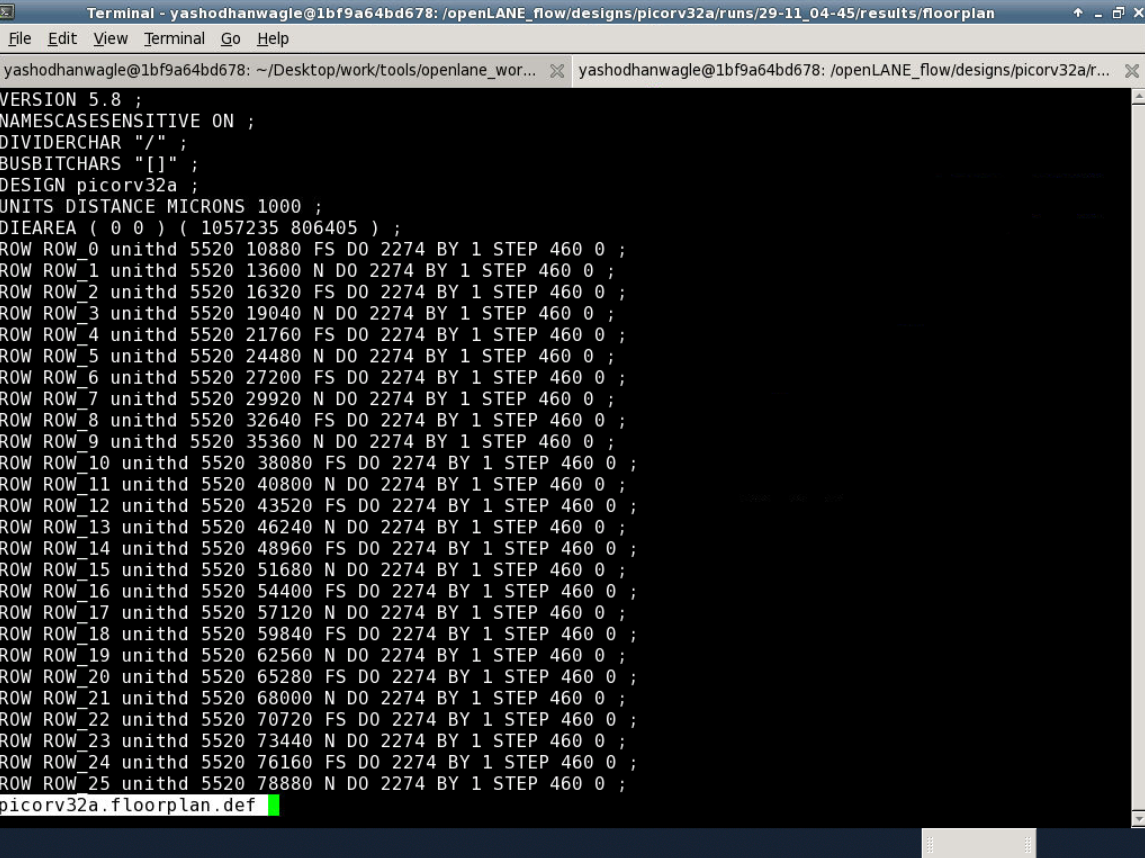 Terminal - yashodhanwagle@1bf9a64bd678: /openLANE_flow/designs/picorv32a/runs/29-11_04-45/results/floorplan
File Edit View Terminal Go Help
yashodhanwagle@1bf9a64bd678: ~/Desktop/work/tools/openlane_wor... yashodhanwagle@1bf9a64bd678: /openLANE_flow/designs/picorv32a/r...
VERSION 5.8 ;
NAMESCASESENSITIVE ON ;
DIVIDERCHAR "/" ;
BUSBITCHARS "[]" ;
DESIGN picorv32a ;
UNITS DISTANCE MICRONS 1000 ;
DIEAREA ( 0 0 ) ( 1057235 806405 ) ;
ROW ROW_0 unithd 5520 10880 FS DO 2274 BY 1 STEP 460 0 ;
ROW ROW_1 unithd 5520 13600 N DO 2274 BY 1 STEP 460 0 ;
ROW ROW_2 unithd 5520 16320 FS DO 2274 BY 1 STEP 460 0 ;
ROW ROW_3 unithd 5520 19040 N DO 2274 BY 1 STEP 460 0 ;
ROW ROW_4 unithd 5520 21760 FS DO 2274 BY 1 STEP 460 0 ;
ROW ROW_5 unithd 5520 24480 N DO 2274 BY 1 STEP 460 0 ;
ROW ROW_6 unithd 5520 27200 FS DO 2274 BY 1 STEP 460 0 ;
ROW ROW_7 unithd 5520 29920 N DO 2274 BY 1 STEP 460 0 ;
ROW ROW_8 unithd 5520 32640 FS DO 2274 BY 1 STEP 460 0 ;
ROW ROW_9 unithd 5520 35360 N DO 2274 BY 1 STEP 460 0 ;
ROW ROW_10 unithd 5520 38080 FS DO 2274 BY 1 STEP 460 0 ;
ROW ROW_11 unithd 5520 40800 N DO 2274 BY 1 STEP 460 0 ;
ROW ROW_12 unithd 5520 43520 FS DO 2274 BY 1 STEP 460 0 ;
ROW ROW_13 unithd 5520 46240 N DO 2274 BY 1 STEP 460 0 ;
ROW ROW_14 unithd 5520 48960 FS DO 2274 BY 1 STEP 460 0 ;
ROW ROW_15 unithd 5520 51680 N DO 2274 BY 1 STEP 460 0 ;
ROW ROW_16 unithd 5520 54400 FS DO 2274 BY 1 STEP 460 0 ;
ROW ROW_17 unithd 5520 57120 N DO 2274 BY 1 STEP 460 0 ;
ROW ROW_18 unithd 5520 59840 FS DO 2274 BY 1 STEP 460 0 ;
ROW ROW_19 unithd 5520 62560 N DO 2274 BY 1 STEP 460 0 ;
ROW ROW_20 unithd 5520 65280 FS DO 2274 BY 1 STEP 460 0 ;
ROW ROW_21 unithd 5520 68000 N DO 2274 BY 1 STEP 460 0 ;
ROW ROW_22 unithd 5520 70720 FS DO 2274 BY 1 STEP 460 0 ;
ROW ROW_23 unithd 5520 73440 N DO 2274 BY 1 STEP 460 0 ;
ROW ROW_24 unithd 5520 76160 FS DO 2274 BY 1 STEP 460 0 ;
ROW ROW_25 unithd 5520 78880 N DO 2274 BY 1 STEP 460 0 ;
picorv32a.floorplan.def